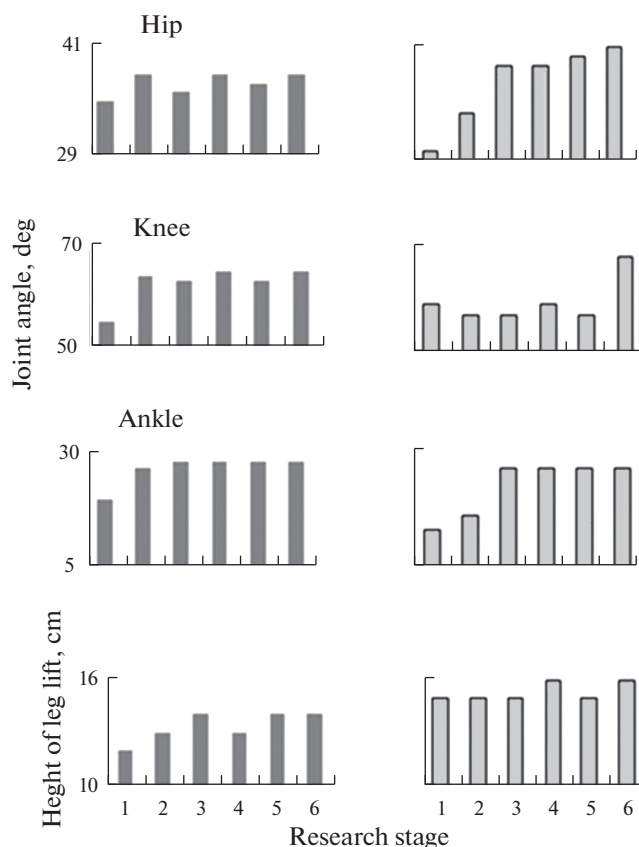 Hip
41
29
Knee
70
50
Joint angle, deg
Ankle
30
5
Heght of leg lift, cm
16
10
1 2 3 4 5 6 1 2 3 4 5 6
Research stage